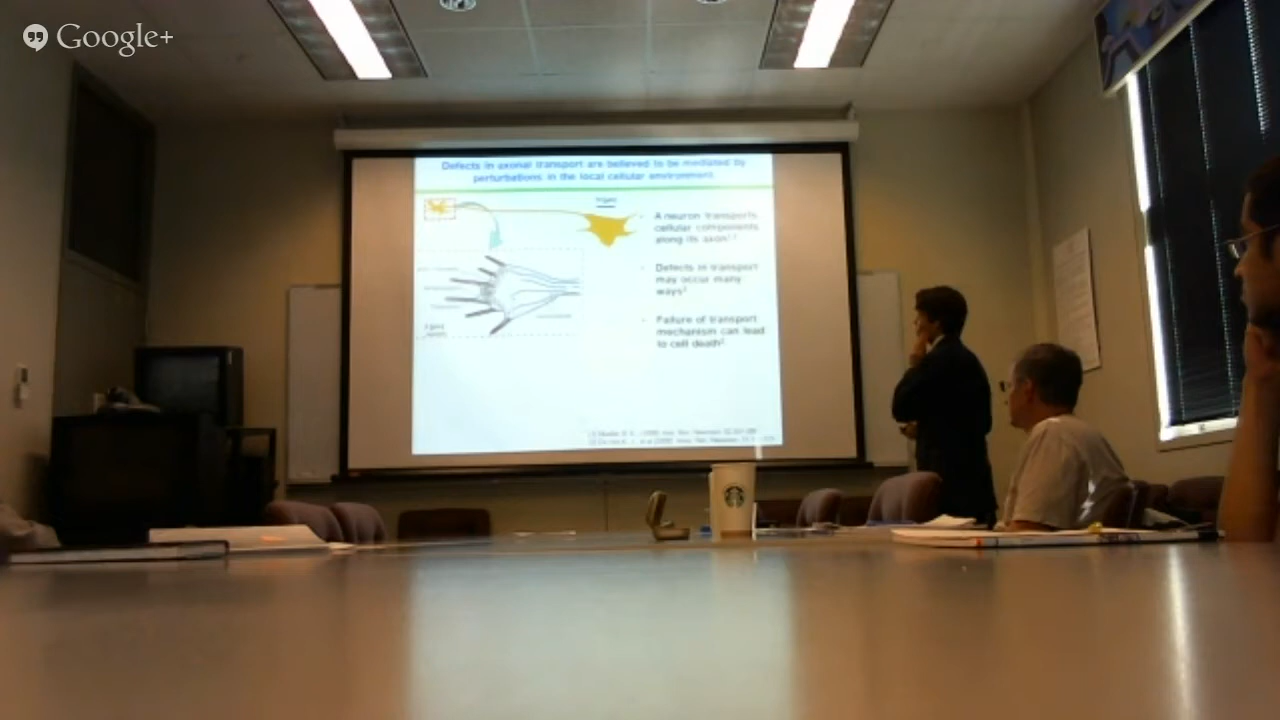 Google+
Defects in axonal transport are believed to be mediated by
perturbations in the local cellular environment.
A neuron transports
cellular components
along its axon
Defects in transport
may occur many
ways
Failure of transport
mechanism can lead
to cell death